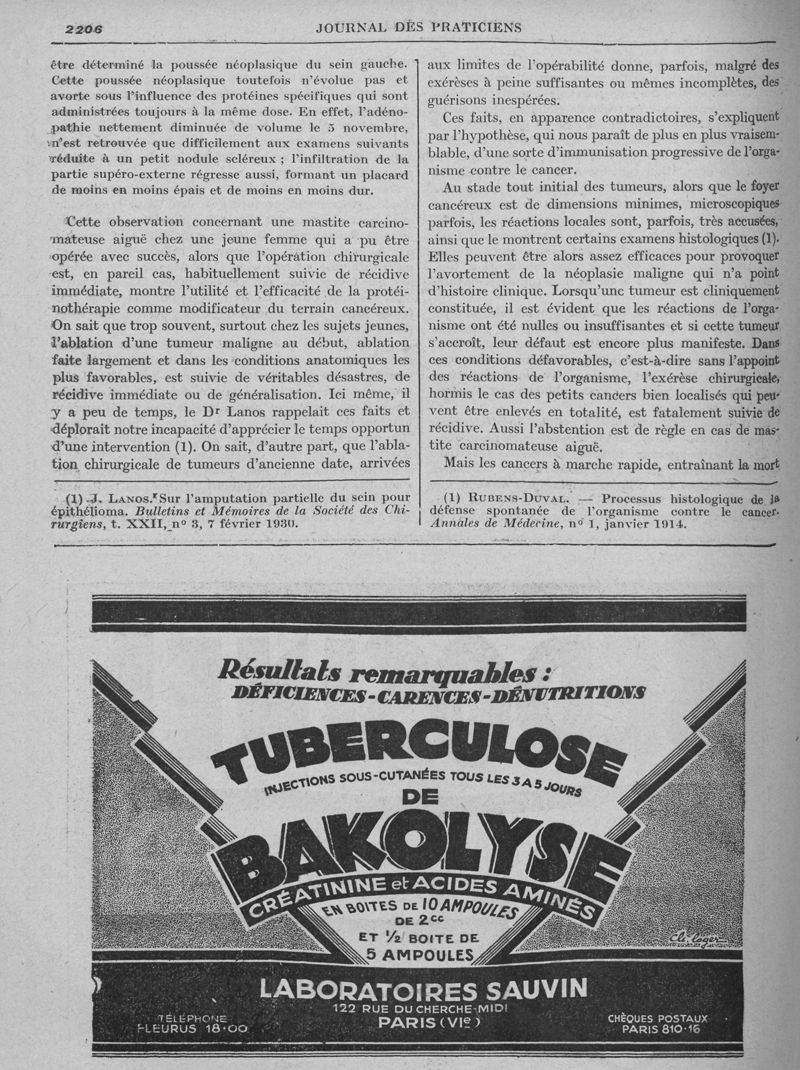 2206
JOURNAL DES PRATICIENS
être déterminé la poussée néoplasique du sein gauche.
Cette poussée néoplasique toutefois n'évolue pas et
avorte sous l'influence des protéines spécifiques qui sont
administrées toujours à la même dose. En effet, l'adéno-
pathie nettement diminuée de volume le 5 novembre,
n'est retrouvée que difficilement aux examens suivants
réduite à un petit nodule scléreux ; l'infiltration de la
partie supéro-externe régresse aussi, formant un placard
de moins en moins épais et de moins en moins dur.
Cette observation concernant une mastite carcino-
mateuse aiguë chez une jeune femme qui a pu être
opérée avec succès, alors que l'opération chirurgicale
est, en pareil cas, habituellement suivie de récidive
immédiate, montre l'utilité et l'efficacité de la protéi-
nothérapie comme modificateur du terrain cancéreux.
On sait que trop souvent, surtout chez les sujets jeunes,
l'ablation d'une tumeur maligne au début, ablation
faite largement et dans les conditions anatomiques les
plus favorables, est suivie de véritables désastres, de
récidive immédiate ou de généralisation. Ici même, il
y a peu de temps, le Dr Lanos rappelait ces faits et
déplorait notre incapacité d'apprécier le temps opportun
d'une intervention (1). On sait, d'autre part, que l'abla-
tion chirurgicale de tumeurs d'ancienne date, arrivées
(1) J. LANOS. Sur l'amputation partielle du sein pour
épithélioma. Bulletins et Mémoires de la Société des Chi-
rurgiens, t. XXII, nº 3, 7 février 1930.
aux limites de l'opérabilité donne, parfois, malgré des
exérèses à peine suffisantes ou mêmes incomplètes, des
guérisons inespérées.
Ces faits, en apparence contradictoires, s'expliquent
par l'hypothèse, qui nous paraît de plus en plus vraisem-
blable, d'une sorte d'immunisation progressive de l'orga-
nisme contre le cancer.
Au stade tout initial des tumeurs, alors que le foyer
cancéreux est de dimensions minimes, microscopiques
parfois, les réactions locales sont, parfois, très accusées,
ainsi que le montrent certains examens histologiques (1).
Elles peuvent être alors assez efficaces pour provoquer
l'avortement de la néoplasie maligne qui n'a point
d'histoire clinique. Lorsqu'une tumeur est cliniquement
constituée, il est évident que les réactions de l'orga-
nisme ont été nulles ou insuffisantes et si cette tumeur
s'accroît, leur défaut est encore plus manifeste. Dans
ces conditions défavorables, c'est-à-dire sans l'appoint
des réactions de l'organisme, l'exérèse chirurgicale,
hormis le cas des petits cancers bien localisés qui peu-
vent être enlevés en totalité, est fatalement suivie de
récidive. Aussi l'abstention est de règle en cas de mas-
tite carcinomateuse aiguë.
Mais les cancers à marche rapide, entraînant la mort
(1) RUBENS-DUVAL. — Processus histologique de la
défense spontanée de l'organisme contre le cancer.
Annales de Médecine, nº 1, janvier 1914.
Résultats remarquables :
DÉFICIENCES-CARENCES-DÉNUTRITIONS
TUBERCULOSE
INJECTIONS SOUS-CUTANÉES TOUS LES 3 A 5 JOURS
DE
BAKOLYSE
CRÉATININE et ACIDES AMINÉS
EN BOITES DE 10 AMPOULES
DE 2cc
ET 1/2 BOITE DE
5 AMPOULES
LABORATOIRES SAUVIN
122 RUE DU CHERCHE-MIDI
PARIS (VIe)
TÉLÉPHONE
FLEURUS 18-00
CHÈQUES POSTAUX
PARIS 810-16